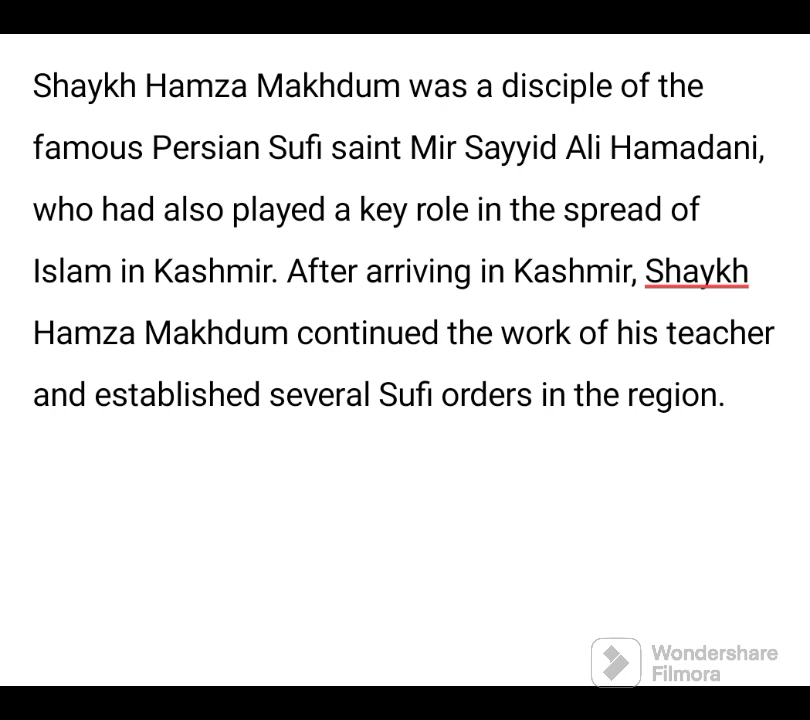 Shaykh Hamza Makhdum was a disciple of the
famous Persian Sufi saint Mir Sayyid Ali Hamadani,
who had also played a key role in the spread of
Islam in Kashmir. After arriving in Kashmir, Shaykh
Hamza Makhdum continued the work of his teacher
and established several Sufi orders in the region.
Wondershare
Filmora